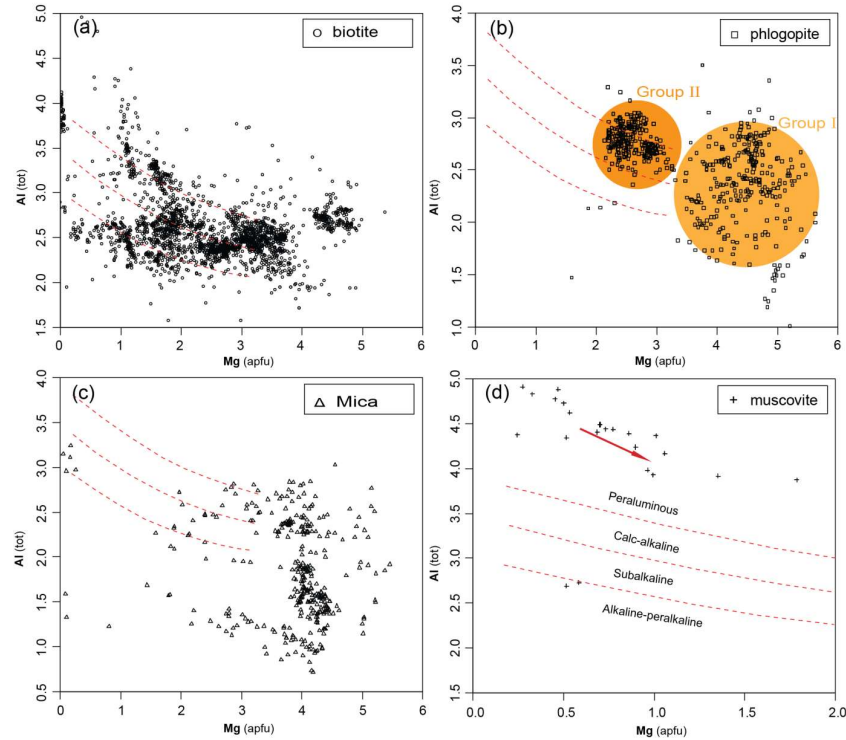 (a)
biotite
Al (tot)
5.0
4.5
4.0
3.5
3.0
2.5
2.0
1.5
0 1 2 3 4 5 6
Mg (apfu)
(b)
phlogopite
Group II
Group I
Al (tot)
4.0
3.5
3.0
2.5
2.0
1.5
1.0
0 1 2 3 4 5 6
Mg (apfu)
(c)
Mica
Al (tot)
4.0
3.5
3.0
2.5
2.0
1.5
1.0
0.5
0 1 2 3 4 5 6
Mg (apfu)
(d)
muscovite
Peraluminous
Calc-alkaline
Subalkaline
Alkaline-peralkaline
Al (tot)
5.0
4.5
4.0
3.5
3.0
2.5
2.0
1.5
0.0 0.5 1.0 1.5 2.0
Mg (apfu)